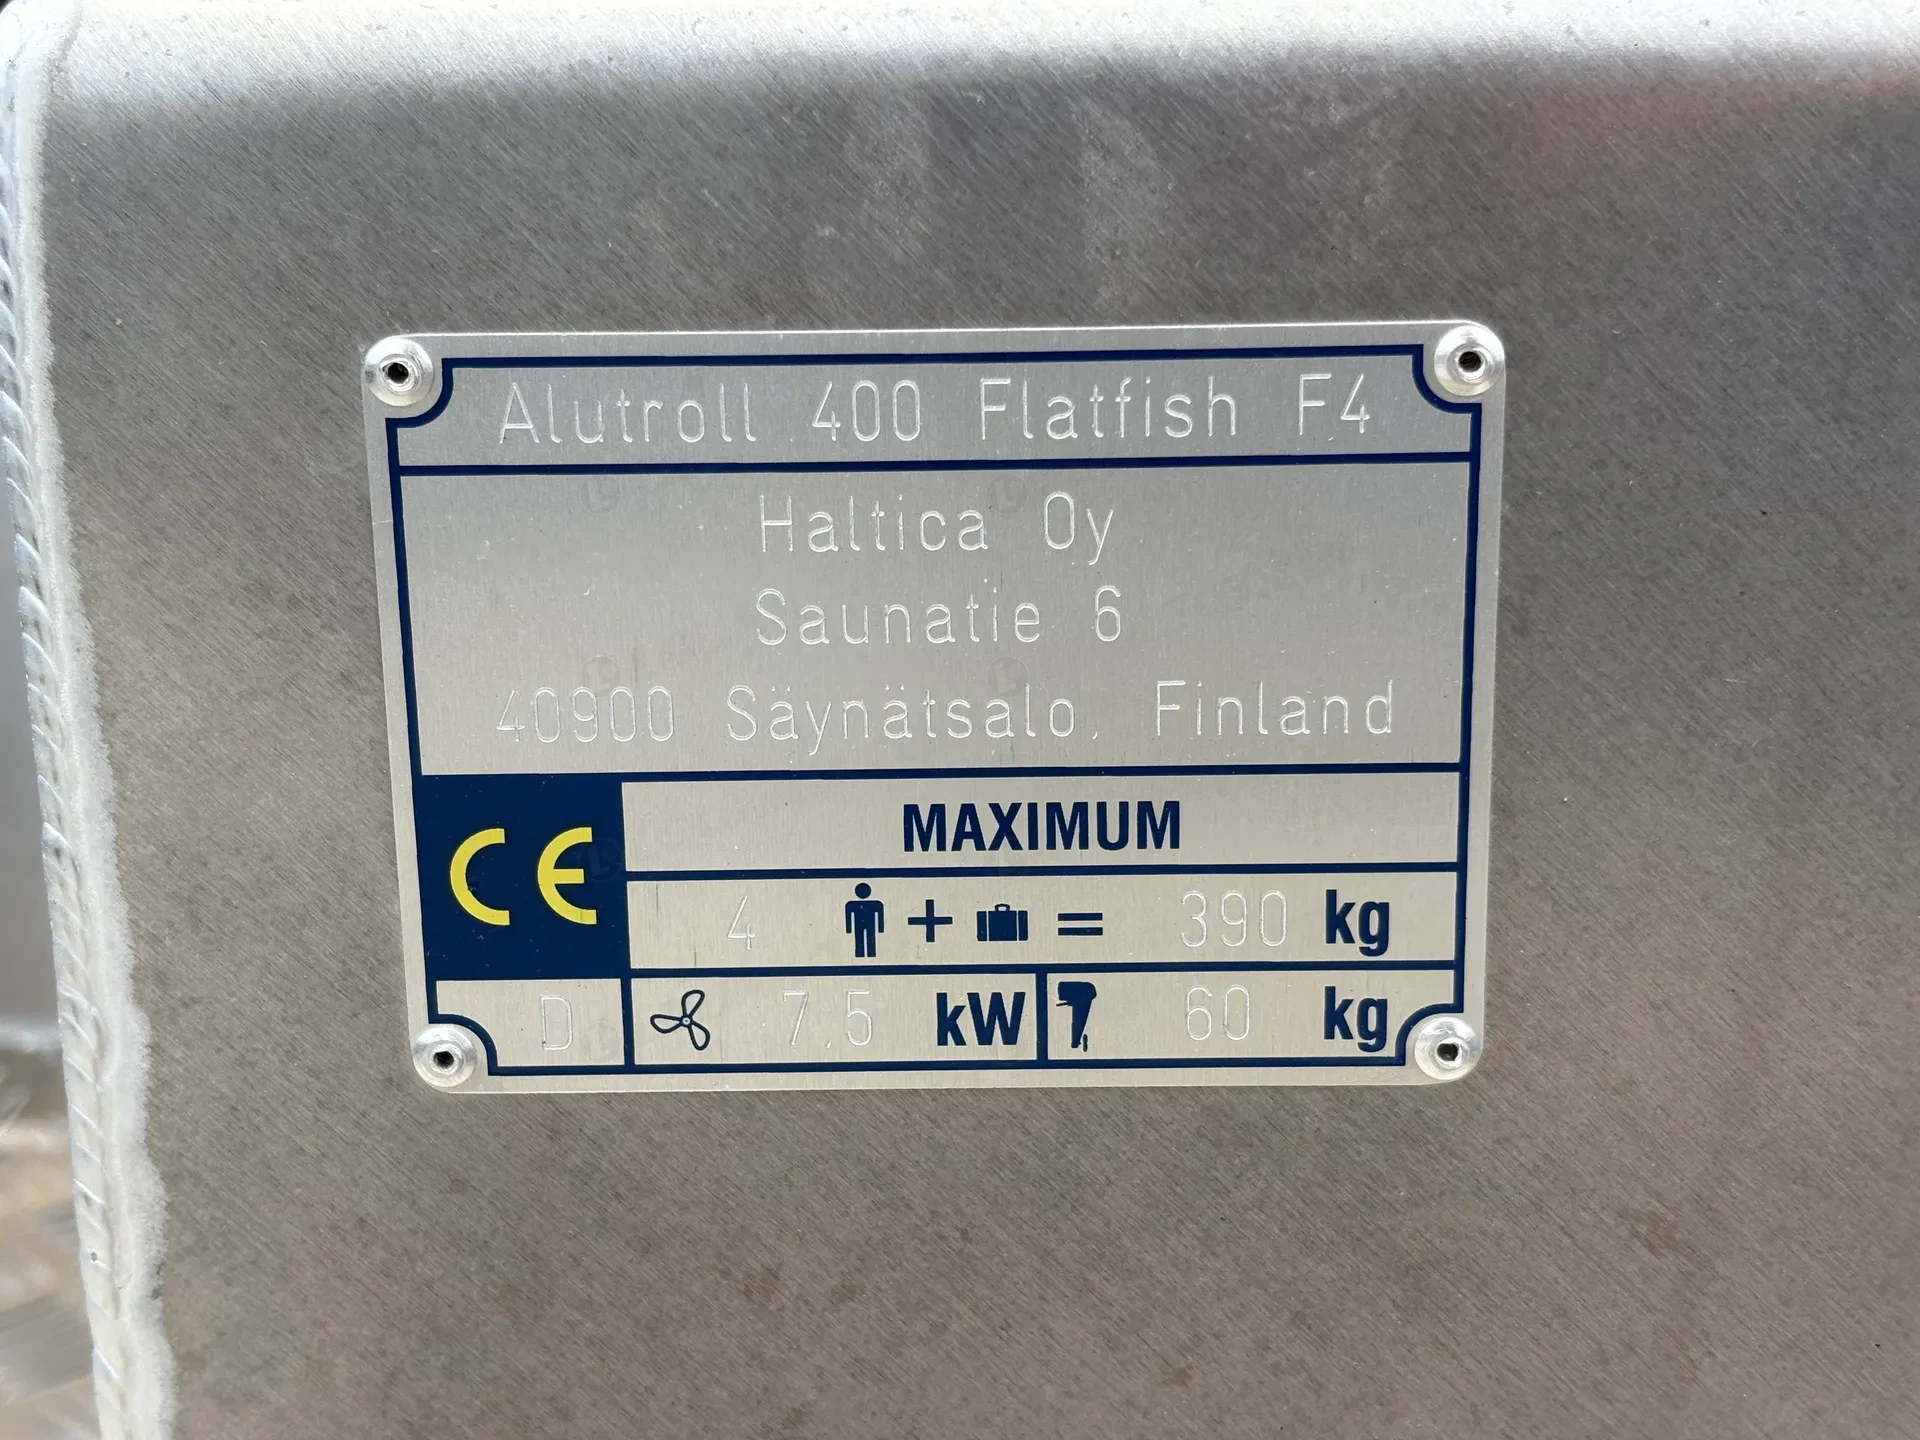 Alutroll 400 Flatfish F4
Haltica Oy
Saunatie 6
40900 Säynätsalo, Finland
CE
MAXIMUM
4 + = 390 kg
D 7,5 kW 60 kg